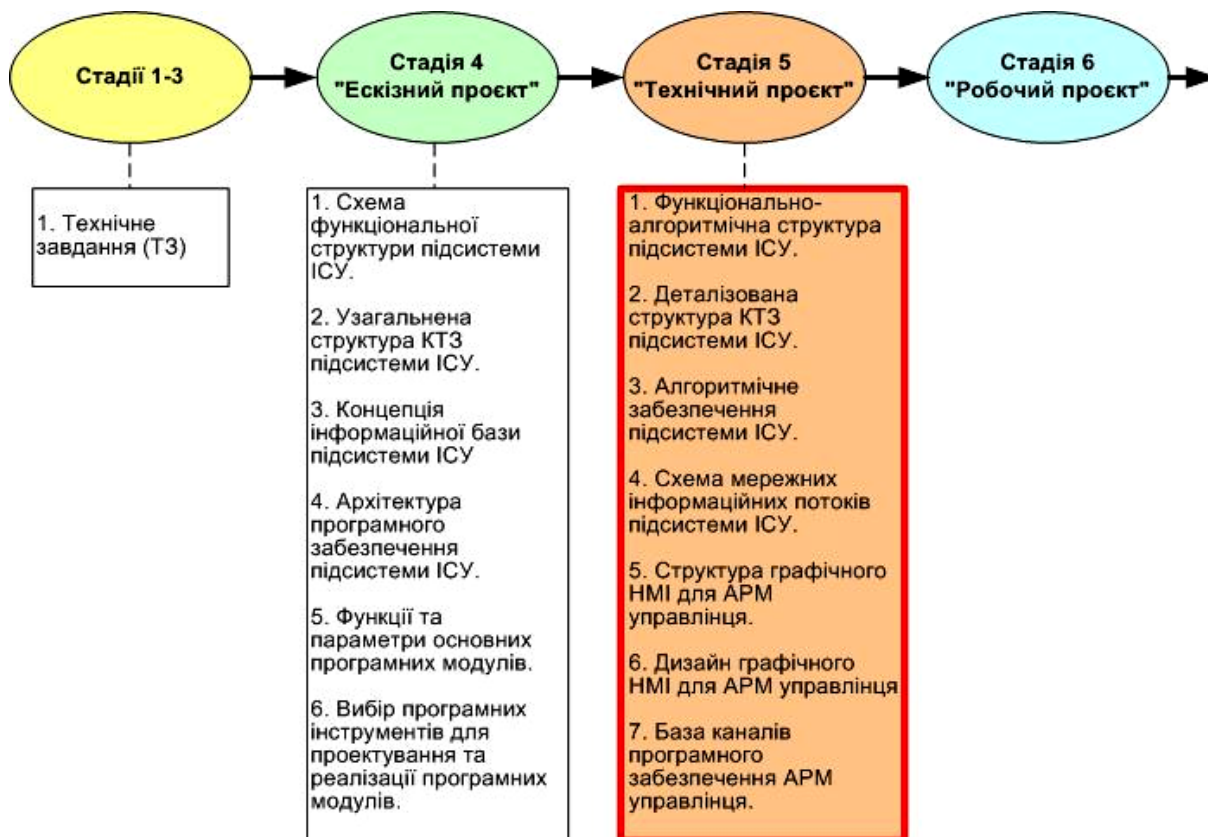 Стадії 1-3
Стадія 4
"Ескізний проєкт"
Стадія 5
"Технічний проєкт"
Стадія 6
"Робочий проєкт"
1. Технічне
завдання (ТЗ)
1. Схема
функціональної
структури підсистеми
ІСУ.
2. Узагальнена
структура КТЗ
підсистеми ІСУ.
3. Концепція
інформаційної бази
підсистеми ІСУ
4. Архітектура
програмного
забезпечення
підсистеми ІСУ.
5. Функції та
параметри основних
програмних модулів.
6. Вибір програмних
інструментів для
проектування та
реалізації програмних
модулів.
1. Функціонально-
алгоритмічна структура
підсистеми ІСУ.
2. Деталізована
структура КТЗ
підсистеми ІСУ.
3. Алгоритмічне
забезпечення
підсистеми ІСУ.
4. Схема мережних
інформаційних потоків
підсистеми ІСУ.
5. Структура графічного
HMI для АРМ
управлінця.
6. Дизайн графічного
HMI для АРМ управлінця
7. База каналів
програмного
забезпечення АРМ
управлінця.